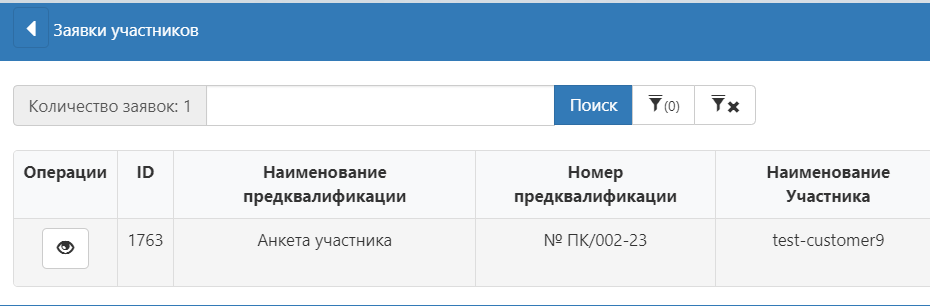 Заявки участников
Количество заявок: 1 Поиск (0)
Операции ID Наименование предквалификации Номер предквалификации Наименование Участника
1763 Анкета участника № ПК/002-23 test-customer9